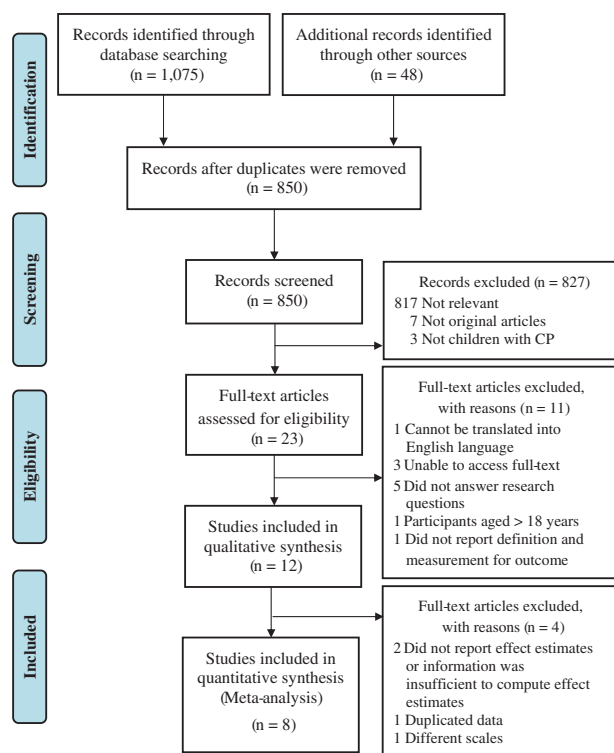 Identification
Records identified through
database searching
(n = 1,075)
Additional records identified
through other sources
(n = 48)
Records after duplicates were removed
(n = 850)
Screening
Records screened
(n = 850)
Records excluded (n = 827)
817 Not relevant
7 Not original articles
3 Not children with CP
Eligibility
Full-text articles
assessed for eligibility
(n = 23)
Full-text articles excluded,
with reasons (n = 11)
1 Cannot be translated into
English language
3 Unable to access full-text
5 Did not answer research
questions
1 Participants aged > 18 years
1 Did not report definition and
measurement for outcome
Studies included in
qualitative synthesis
(n = 12)
Included
Full-text articles excluded,
with reasons (n = 4)
2 Did not report effect estimates
or information was
insufficient to compute effect
estimates
1 Duplicated data
1 Different scales
Studies included in
quantitative synthesis
(Meta-analysis)
(n = 8)